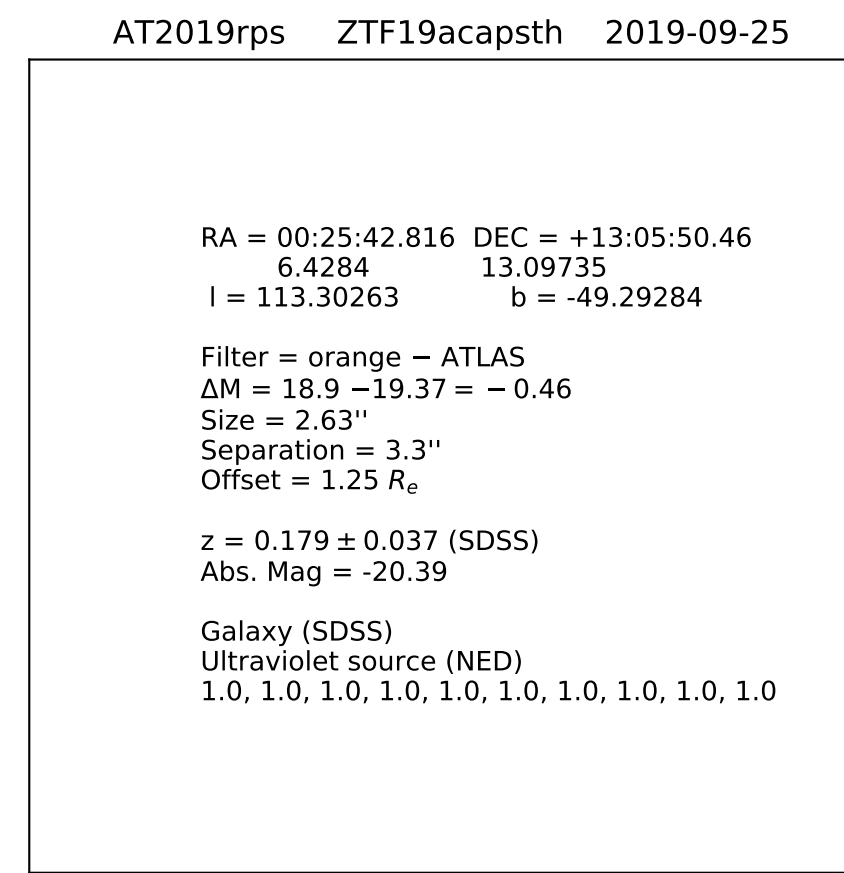 AT2019rps ZTF19acapsth 2019-09-25
RA = 00:25:42.816 DEC = +13:05:50.46
6.4284 13.09735
l = 113.30263 b = -49.29284
Filter = orange − ATLAS
ΔM = 18.9 −19.37 = − 0.46
Size = 2.63''
Separation = 3.3''
Offset = 1.25 Rₑ
z = 0.179 ± 0.037 (SDSS)
Abs. Mag = -20.39
Galaxy (SDSS)
Ultraviolet source (NED)
1.0, 1.0, 1.0, 1.0, 1.0, 1.0, 1.0, 1.0, 1.0, 1.0